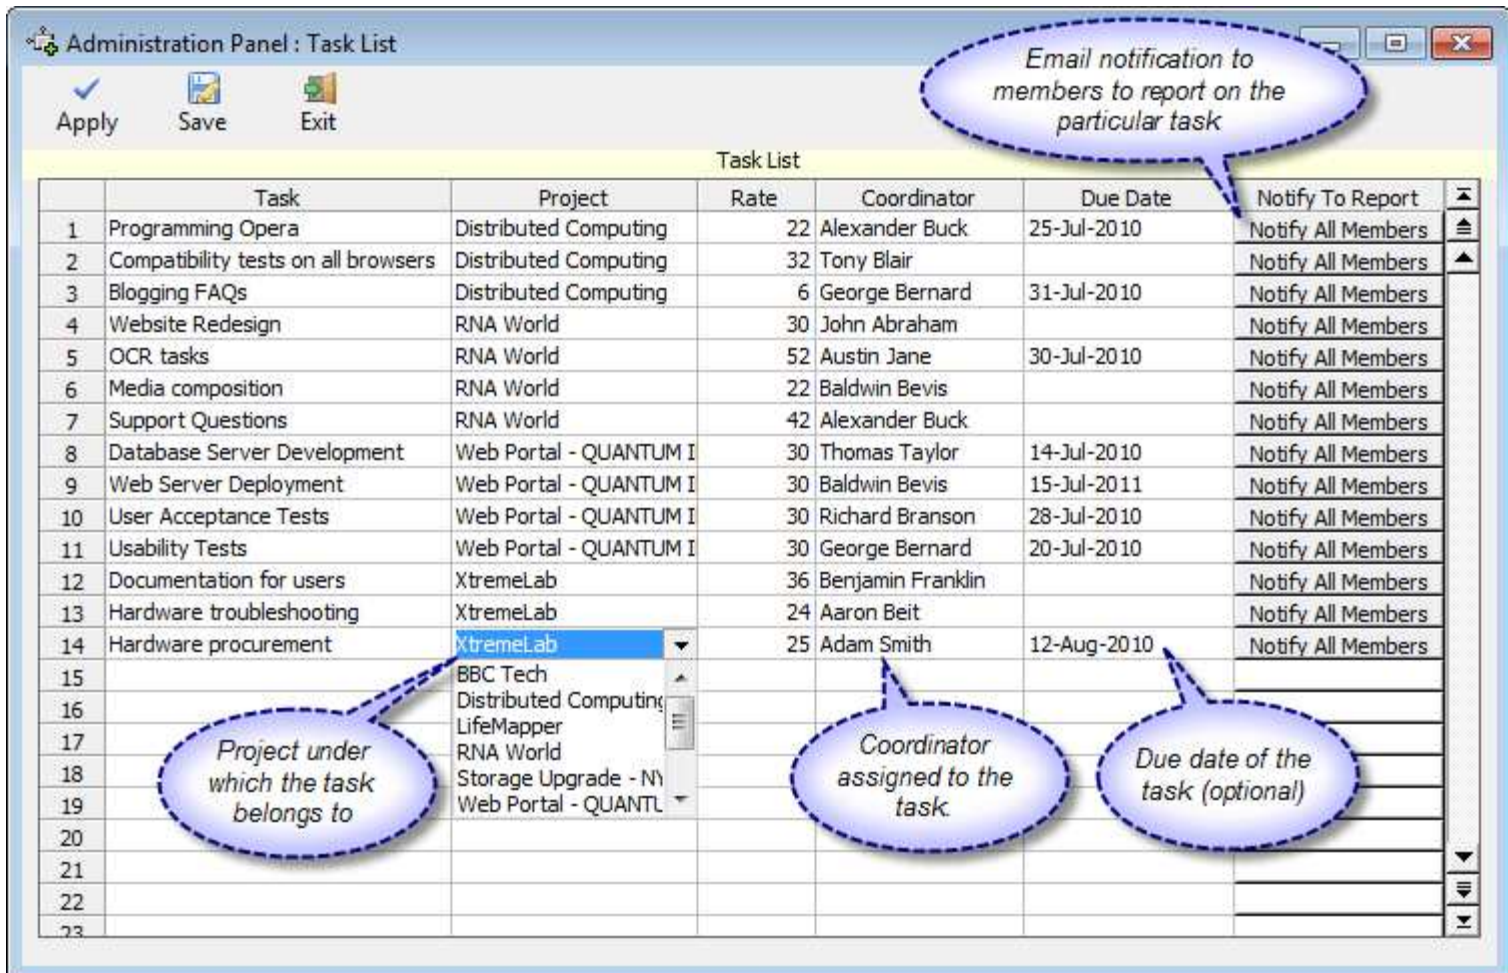 Administration Panel : Task List
Email notification to
members to report on the
particular task
Apply Save Exit
Task List
Task Project Rate Coordinator Due Date Notify To Report
1 Programming Opera Distributed Computing 22 Alexander Buck 25-Jul-2010 Notify All Members
2 Compatibility tests on all browsers Distributed Computing 32 Tony Blair Notify All Members
3 Blogging FAQs Distributed Computing 6 George Bernard 31-Jul-2010 Notify All Members
4 Website Redesign RNA World 30 John Abraham Notify All Members
5 OCR tasks RNA World 52 Austin Jane 30-Jul-2010 Notify All Members
6 Media composition RNA World 22 Baldwin Bevis Notify All Members
7 Support Questions RNA World 42 Alexander Buck Notify All Members
8 Database Server Development Web Portal - QUANTUM I 30 Thomas Taylor 14-Jul-2010 Notify All Members
9 Web Server Deployment Web Portal - QUANTUM I 30 Baldwin Bevis 15-Jul-2011 Notify All Members
10 User Acceptance Tests Web Portal - QUANTUM I 30 Richard Branson 28-Jul-2010 Notify All Members
11 Usability Tests Web Portal - QUANTUM I 30 George Bernard 20-Jul-2010 Notify All Members
12 Documentation for users XtremeLab 36 Benjamin Franklin Notify All Members
13 Hardware troubleshooting XtremeLab 24 Aaron Beit Notify All Members
14 Hardware procurement XtremeLab 25 Adam Smith 12-Aug-2010 Notify All Members
BBC Tech
Distributed Computing
LifeMapper
RNA World
Storage Upgrade - NY
Web Portal - QUANTU
15
16
17
18
19
20
21
22
23
Project under
which the task
belongs to
Coordinator
assigned to the
task.
Due date of the
task (optional)